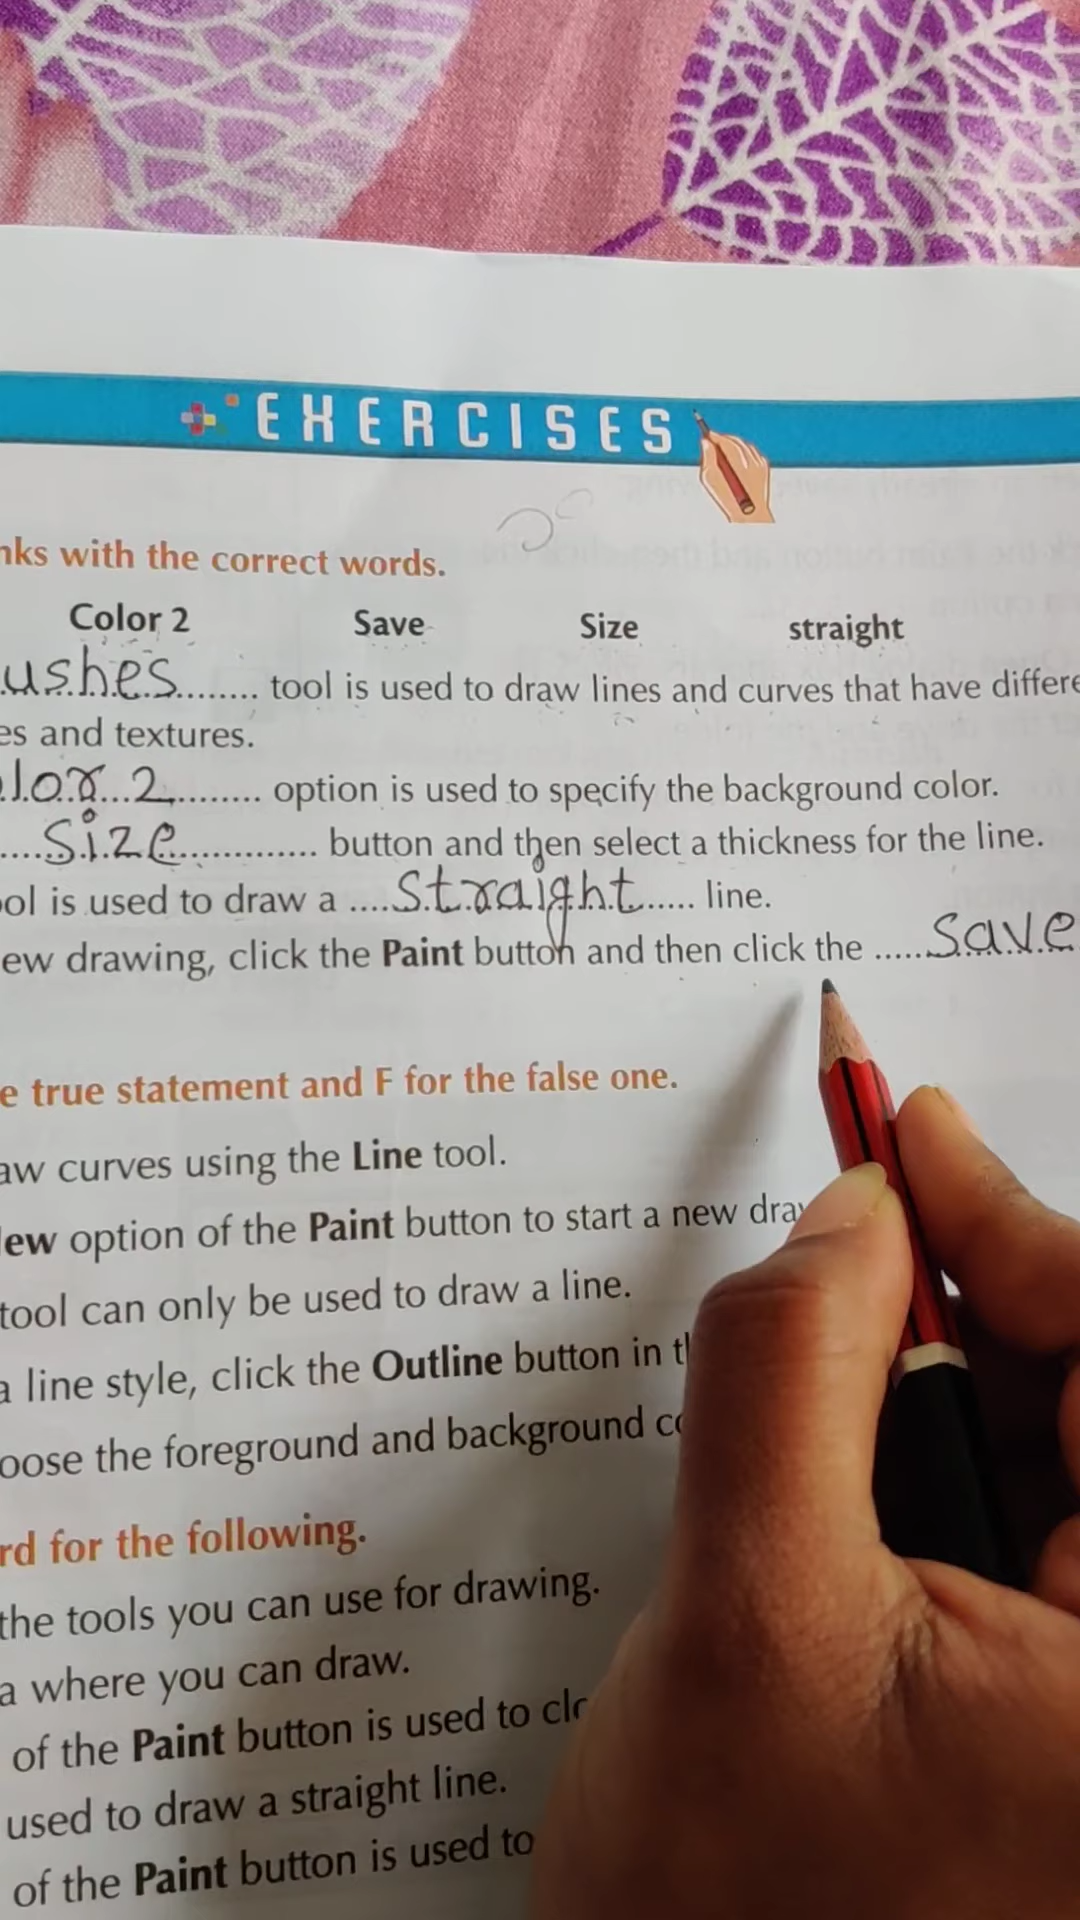 EXERCISES
nks with the correct words.
Color 2 Save Size straight
ushes ........ tool is used to draw lines and curves that have differe
es and textures.
olor 2 ........ option is used to specify the background color.
.... Size ............. button and then select a thickness for the line.
ol is used to draw a .... straight ..... line.
ew drawing, click the Paint button and then click the ..... save
e true statement and F for the false one.
aw curves using the Line tool.
ew option of the Paint button to start a new draw
tool can only be used to draw a line.
a line style, click the Outline button in th
oose the foreground and background co
rd for the following.
the tools you can use for drawing.
a where you can draw.
of the Paint button is used to clo
used to draw a straight line.
of the Paint button is used to